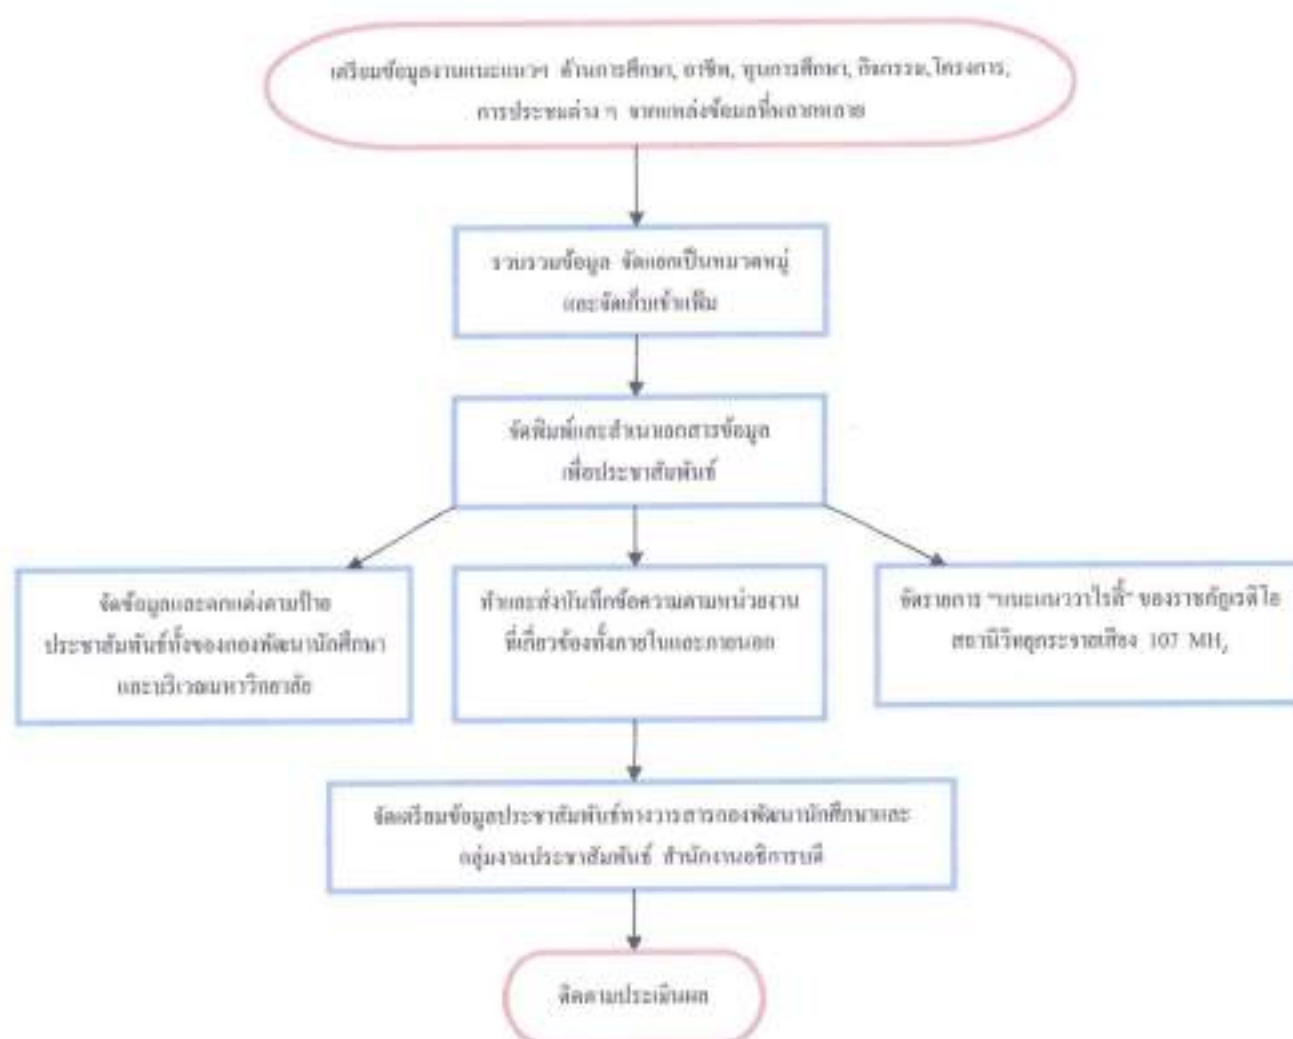 เตรียมข้อมูลงานแนะแนวฯ ด้านการศึกษา, อาชีพ, ทุนการศึกษา, กิจกรรม,โครงการ,
การประชุมต่าง ๆ จากแหล่งข้อมูลที่หลากหลาย
รวบรวมข้อมูล จัดแยกเป็นหมวดหมู่
และจัดเก็บเข้าแฟ้ม
จัดพิมพ์และสำเนาเอกสารข้อมูล
เพื่อประชาสัมพันธ์
จัดข้อมูลและตกแต่งตามป้าย
ประชาสัมพันธ์ทั้งของกองพัฒนานักศึกษา
และบริเวณมหาวิทยาลัย
ทำและส่งบันทึกข้อความตามหน่วยงาน
ที่เกี่ยวข้องทั้งภายในและภายนอก
จัดรายการ "แนะแนววาไรตี้" ของราชภัฏเรดิโอ
สถานีวิทยุกระจายเสียง 107 MHz
จัดเตรียมข้อมูลประชาสัมพันธ์ทางวารสารกองพัฒนานักศึกษาและ
กลุ่มงานประชาสัมพันธ์ สำนักงานอธิการบดี
ติดตามประเมินผล